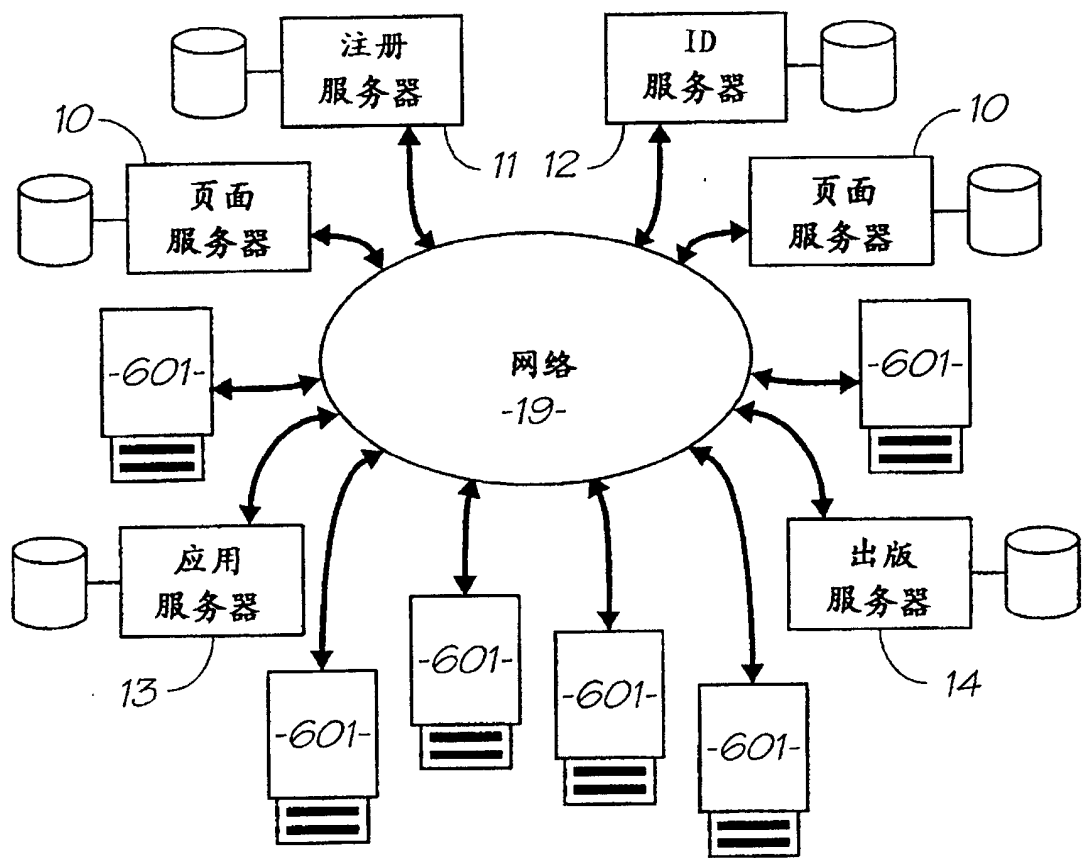 注册
服务器
ID
服务器
10
11
12
10
页面
服务器
页面
服务器
-601-
网络
-19-
-601-
应用
服务器
出版
服务器
13
14
-601-
-601-
-601-
-601-